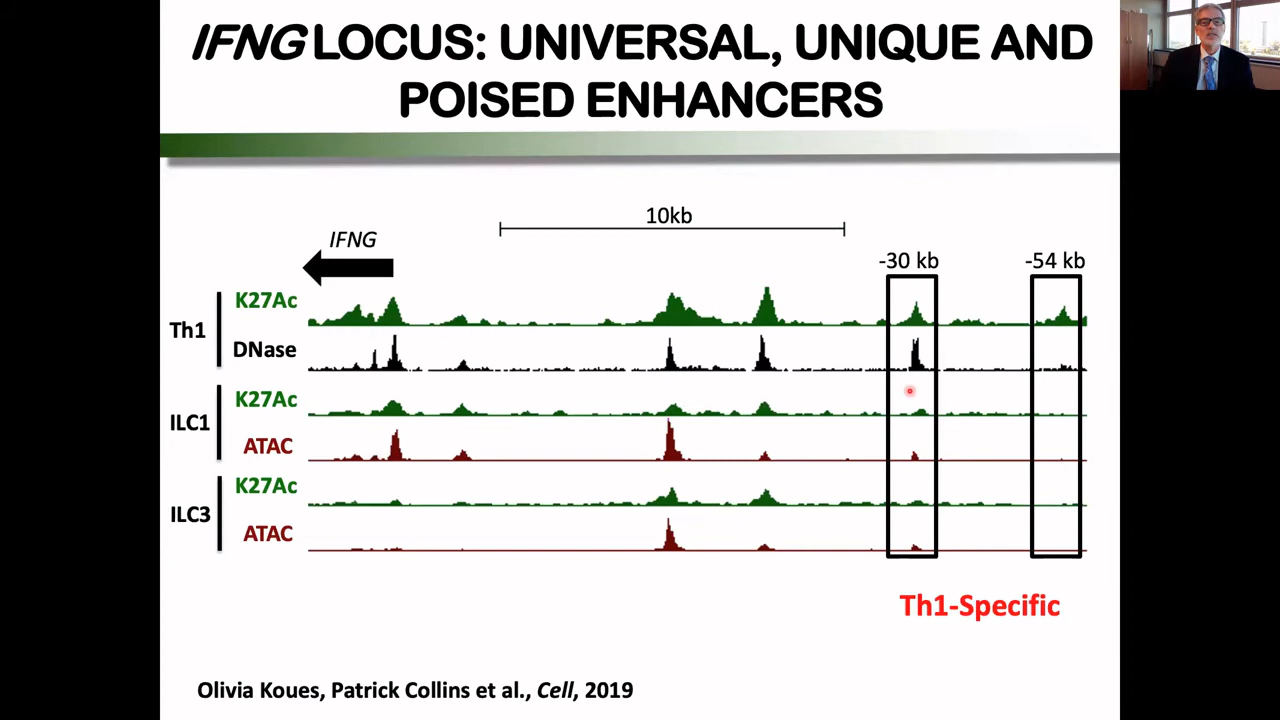 IFNG LOCUS: UNIVERSAL, UNIQUE AND
POISED ENHANCERS
10kb
IFNG
-30 kb
-54 kb
Th1
K27Ac
DNase
ILC1
K27Ac
ATAC
ILC3
K27Ac
ATAC
Th1-Specific
Olivia Koues, Patrick Collins et al., Cell, 2019